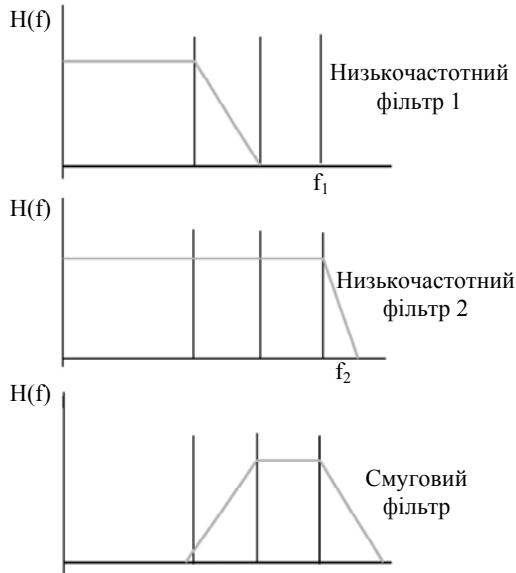 H(f)
Низькочастотний
фільтр 1
f₁
H(f)
Низькочастотний
фільтр 2
f₂
H(f)
Смуговий
фільтр